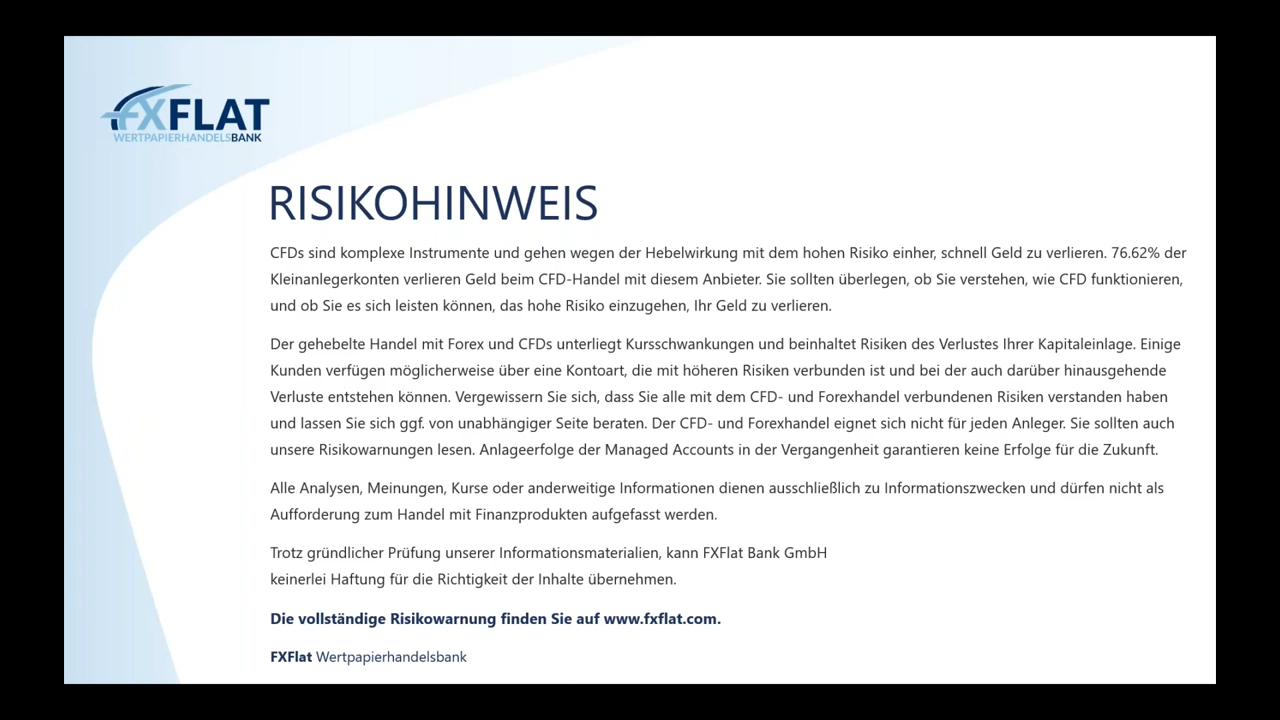 FXFLAT
WERTPAPIERHANDELSBANK
RISIKOHINWEIS
CFDs sind komplexe Instrumente und gehen wegen der Hebelwirkung mit dem hohen Risiko einher, schnell Geld zu verlieren. 76.62% der
Kleinanlegerkonten verlieren Geld beim CFD-Handel mit diesem Anbieter. Sie sollten überlegen, ob Sie verstehen, wie CFD funktionieren,
und ob Sie es sich leisten können, das hohe Risiko einzugehen, Ihr Geld zu verlieren.
Der gehebelte Handel mit Forex und CFDs unterliegt Kursschwankungen und beinhaltet Risiken des Verlustes Ihrer Kapitaleinlage. Einige
Kunden verfügen möglicherweise über eine Kontoart, die mit höheren Risiken verbunden ist und bei der auch darüber hinausgehende
Verluste entstehen können. Vergewissern Sie sich, dass Sie alle mit dem CFD- und Forexhandel verbundenen Risiken verstanden haben
und lassen Sie sich ggf. von unabhängiger Seite beraten. Der CFD- und Forexhandel eignet sich nicht für jeden Anleger. Sie sollten auch
unsere Risikowarnungen lesen. Anlageerfolge der Managed Accounts in der Vergangenheit garantieren keine Erfolge für die Zukunft.
Alle Analysen, Meinungen, Kurse oder anderweitige Informationen dienen ausschließlich zu Informationszwecken und dürfen nicht als
Aufforderung zum Handel mit Finanzprodukten aufgefasst werden.
Trotz gründlicher Prüfung unserer Informationsmaterialien, kann FXFlat Bank GmbH
keinerlei Haftung für die Richtigkeit der Inhalte übernehmen.
Die vollständige Risikowarnung finden Sie auf www.fxflat.com.
FXFlat Wertpapierhandelsbank